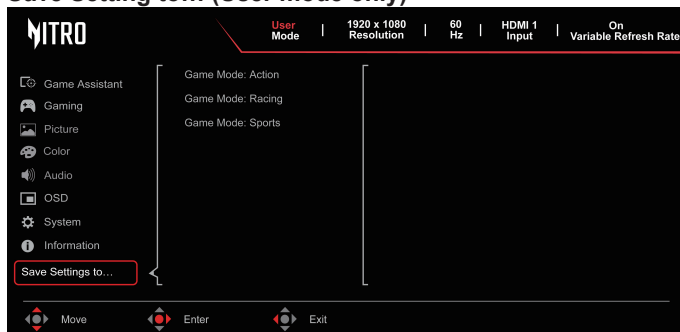 Save Setting to… (User mode only)
NITRO
User Mode | 1920 x 1080 Resolution | 60 Hz | HDMI 1 Input | On Variable Refresh Rate
Game Assistant
Gaming
Picture
Color
Audio
OSD
System
Information
Save Settings to…
Game Mode: Action
Game Mode: Racing
Game Mode: Sports
Move
Enter
Exit